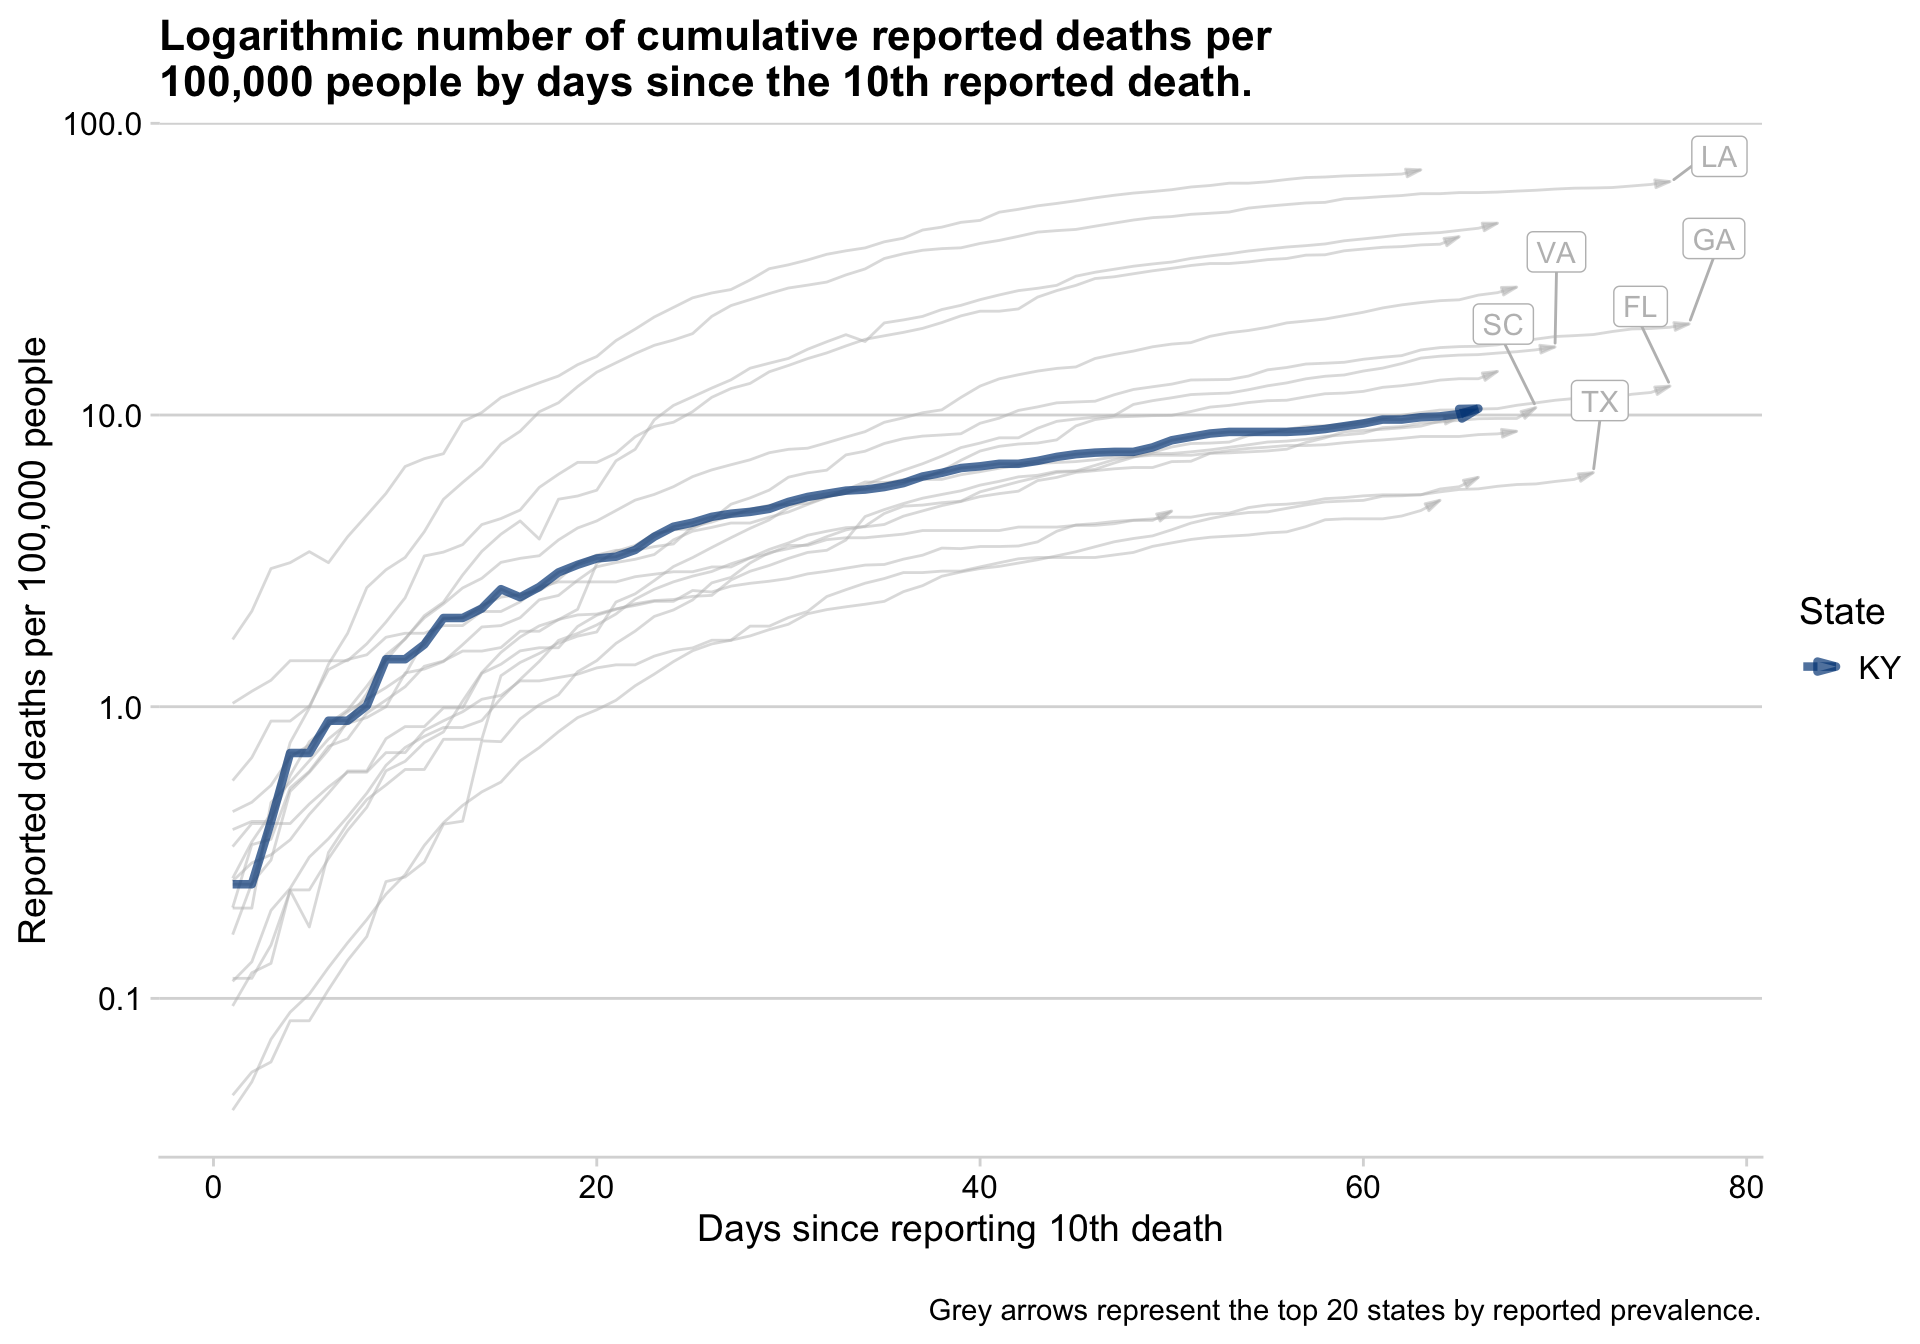 Logarithmic number of cumulative reported deaths per
100,000 people by days since the 10th reported death.
Reported deaths per 100,000 people
100.0
10.0
1.0
0.1
LA
GA
VA
FL
SC
TX
State
KY
0 20 40 60 80
Days since reporting 10th death
Grey arrows represent the top 20 states by reported prevalence.